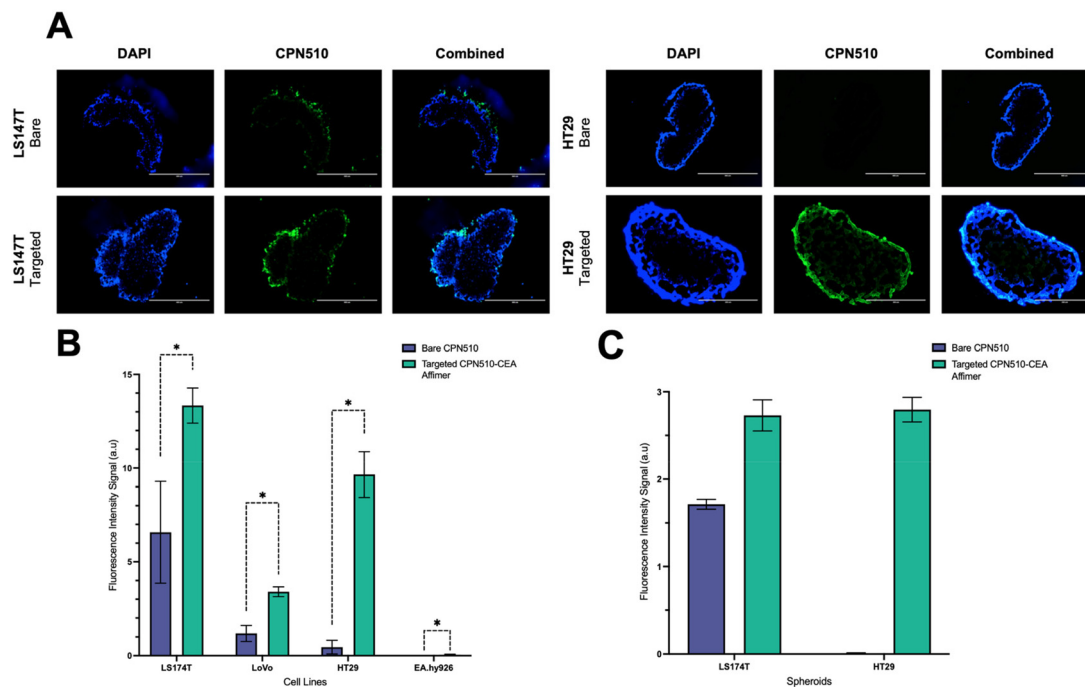 A
DAPI CPN510 Combined
LS147T Bare
LS147T Targeted
DAPI CPN510 Combined
HT29 Bare
HT29 Targeted
B
Bare CPN510
Targeted CPN510-CEA
Affimer
Fluorescence Intensity Signal (a.u)
15
10
5
0
*
*
*
*
LS174T LoVo HT29 EA.hy926
Cell Lines
C
Bare CPN510
Targeted CPN510-CEA
Affimer
Fluorescence Intensity Signal (a.u)
3
2
1
0
LS174T HT29
Spheroids